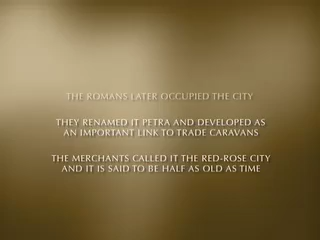 THE ROMANS LATER OCCUPIED THE CITY
THEY RENAMED IT PETRA AND DEVELOPED AS
AN IMPORTANT LINK TO TRADE CARAVANS
THE MERCHANTS CALLED IT THE RED-ROSE CITY
AND IT IS SAID TO BE HALF AS OLD AS TIME